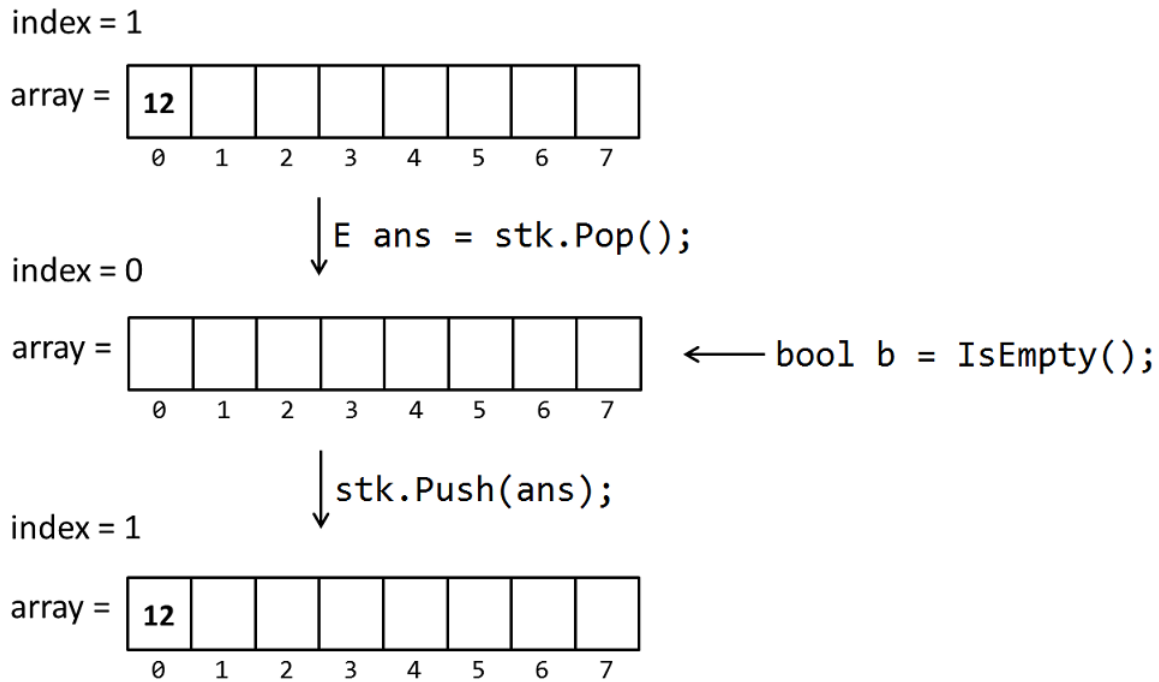 index = 1
array = 12
0 1 2 3 4 5 6 7
E ans = stk.Pop();
index = 0
array =
bool b = IsEmpty();
0 1 2 3 4 5 6 7
stk.Push(ans);
index = 1
array = 12
0 1 2 3 4 5 6 7